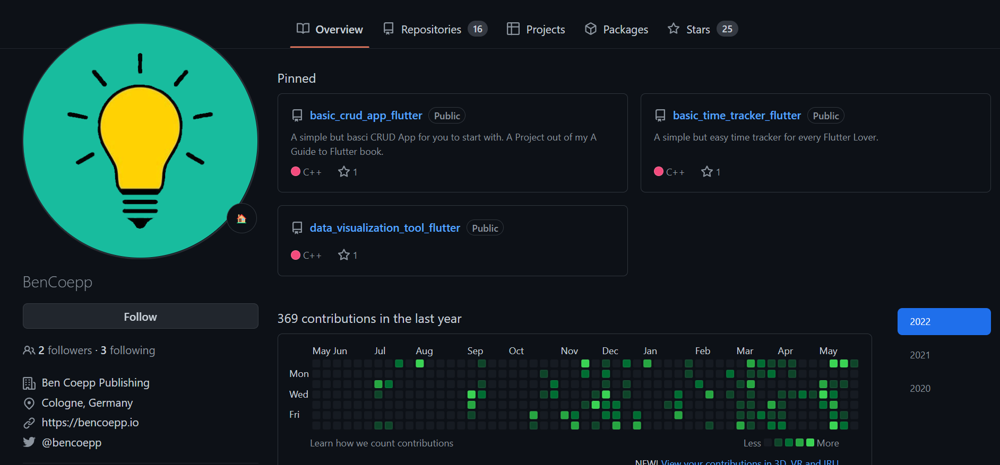 Overview Repositories 16 Projects Packages Stars 25
BenCoepp
Follow
2 followers · 3 following
Ben Coepp Publishing
Cologne, Germany
https://bencoepp.io
@bencoepp
Pinned
basic_crud_app_flutter Public
A simple but basci CRUD App for you to start with. A Project out of my A
Guide to Flutter book.
C++ 1
basic_time_tracker_flutter Public
A simple but easy time tracker for every Flutter Lover.
C++ 1
data_visualization_tool_flutter Public
C++ 1
369 contributions in the last year
May Jun Jul Aug Sep Oct Nov Dec Jan Feb Mar Apr May
Mon
Wed
Fri
Learn how we count contributions
Less More
NEW! View your contributions in 3D, VR and IRL!
2022
2021
2020